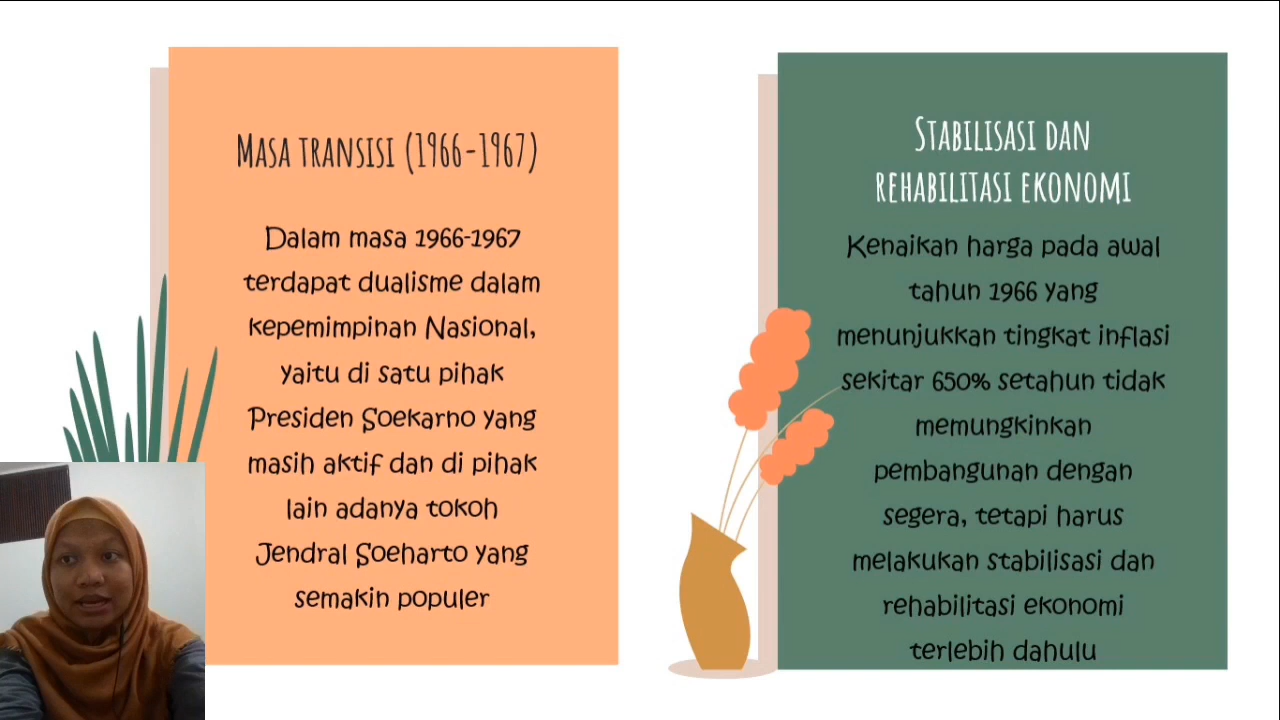 Masa transisi (1966-1967)
Dalam masa 1966-1967
terdapat dualisme dalam
kepemimpinan Nasional,
yaitu di satu pihak
Presiden Soekarno yang
masih aktif dan di pihak
lain adanya tokoh
Jendral Soeharto yang
semakin populer
Stabilisasi dan
rehabilitasi ekonomi
Kenaikan harga pada awal
tahun 1966 yang
menunjukkan tingkat inflasi
sekitar 650% setahun tidak
memungkinkan
pembangunan dengan
segera, tetapi harus
melakukan stabilisasi dan
rehabilitasi ekonomi
terlebih dahulu